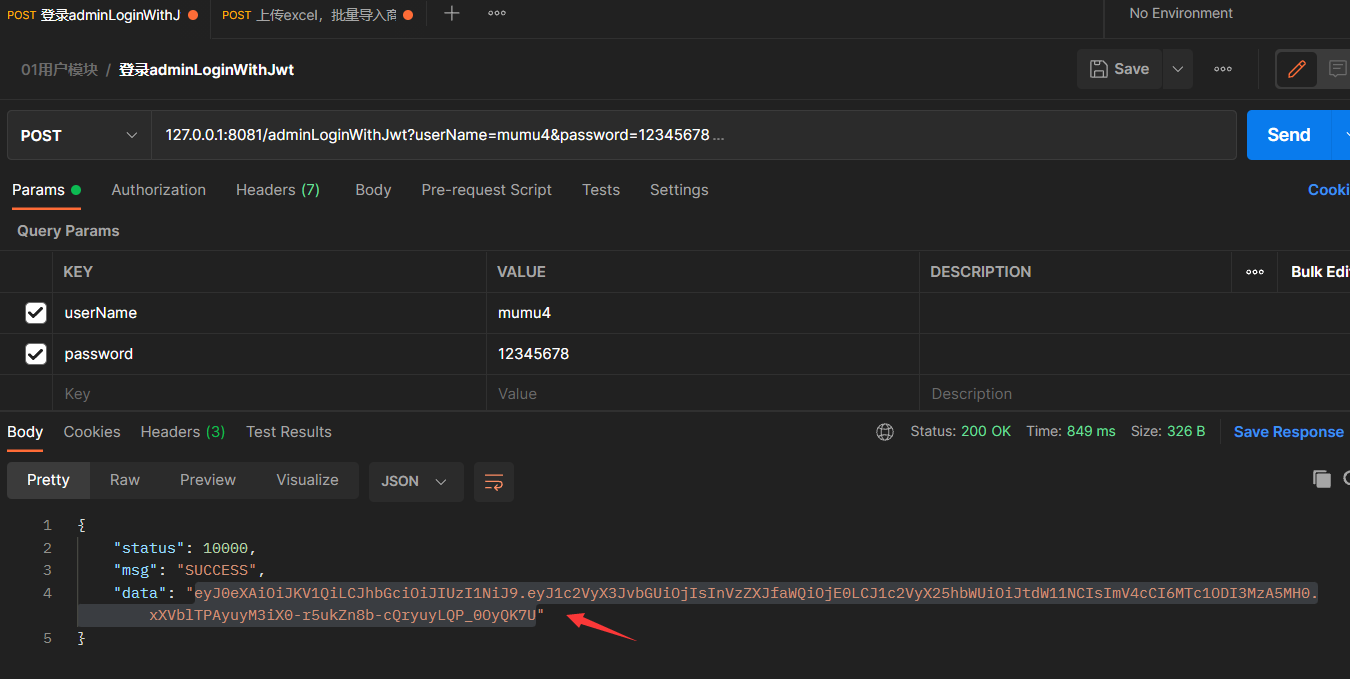 POST 登录adminLoginWithJ POST 上传excel，批量导入商 No Environment
01用户模块 / 登录adminLoginWithJwt Save
POST 127.0.0.1:8081/adminLoginWithJwt?userName=mumu4&password=12345678 ... Send
Params Authorization Headers (7) Body Pre-request Script Tests Settings Cooki
Query Params
KEY VALUE DESCRIPTION Bulk Edi
userName mumu4
password 12345678
Key Value Description
Body Cookies Headers (3) Test Results Status: 200 OK Time: 849 ms Size: 326 B Save Response
Pretty Raw Preview Visualize JSON
1 {
2 "status": 10000,
3 "msg": "SUCCESS",
4 "data": "eyJ0eXAiOiJKV1QiLCJhbGciOiJIUzI1NiJ9.eyJ1c2VyX3JvbGUiOjIsInVzZXJfaWQiOjE0LCJ1c2VyX25hbWUiOiJtdW11NCIsImV4cCI6MTc1ODI3MzA5MH0.
xXVblTPAyuyM3iX0-r5ukZn8b-cQryuyLQP_0OyQK7U"
5 }